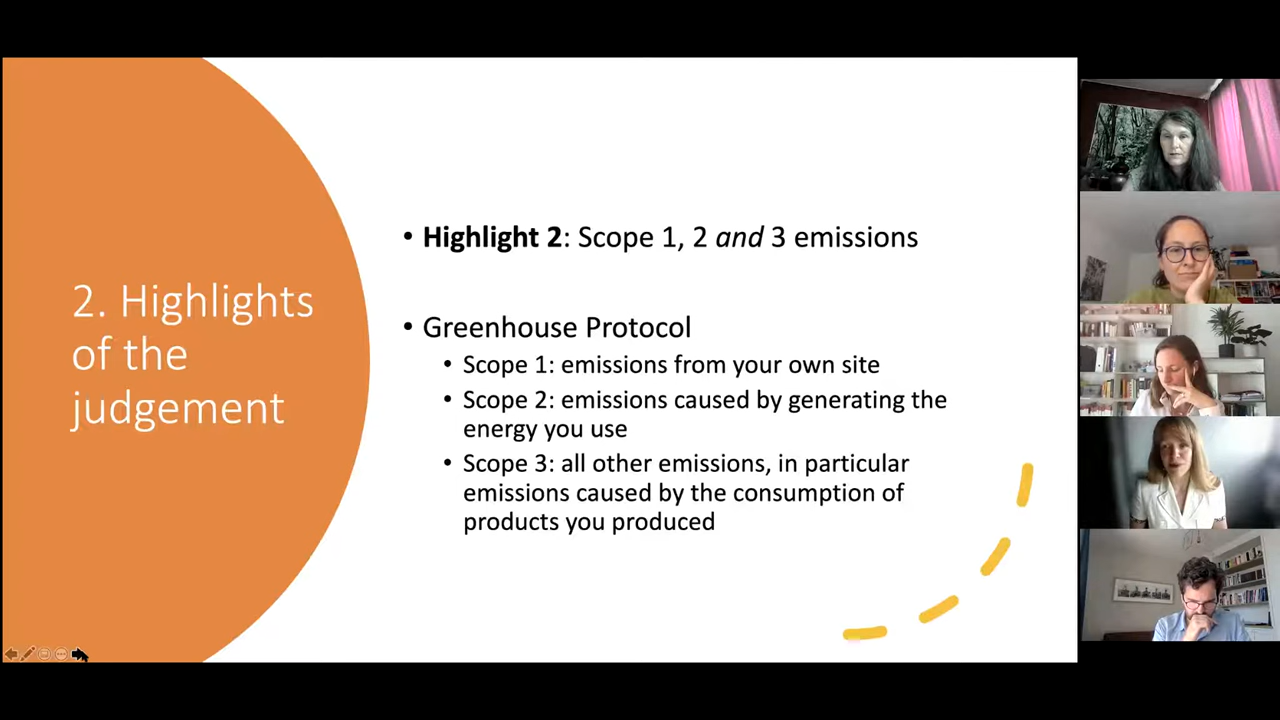 2. Highlights
of the
judgement
• Highlight 2: Scope 1, 2 and 3 emissions
• Greenhouse Protocol
• Scope 1: emissions from your own site
• Scope 2: emissions caused by generating the
energy you use
• Scope 3: all other emissions, in particular
emissions caused by the consumption of
products you produced